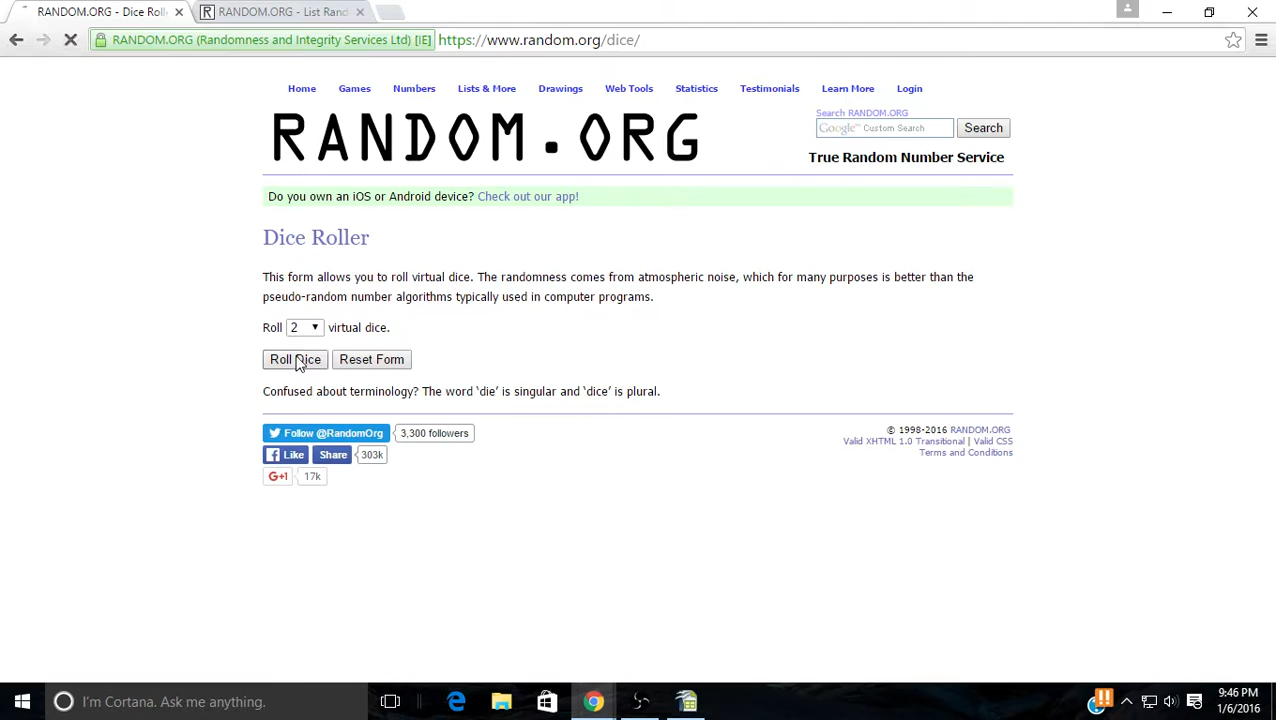 RANDOM.ORG - Dice Roll
RANDOM.ORG - List Rand
RANDOM.ORG (Randomness and Integrity Services Ltd) [IE]
https://www.random.org/dice/
Home Games Numbers Lists & More Drawings Web Tools Statistics Testimonials Learn More Login
RANDOM.ORG
Search RANDOM.ORG
Google™ Custom Search
Search
True Random Number Service
Do you own an iOS or Android device? Check out our app!
Dice Roller
This form allows you to roll virtual dice. The randomness comes from atmospheric noise, which for many purposes is better than the
pseudo-random number algorithms typically used in computer programs.
Roll 2 virtual dice.
Roll Dice Reset Form
Confused about terminology? The word ‘die’ is singular and ‘dice’ is plural.
Follow @RandomOrg 3,300 followers
Like Share 303k
G+1 17k
© 1998-2016 RANDOM.ORG
Valid XHTML 1.0 Transitional | Valid CSS
Terms and Conditions
I'm Cortana. Ask me anything.
9:46 PM
1/6/2016